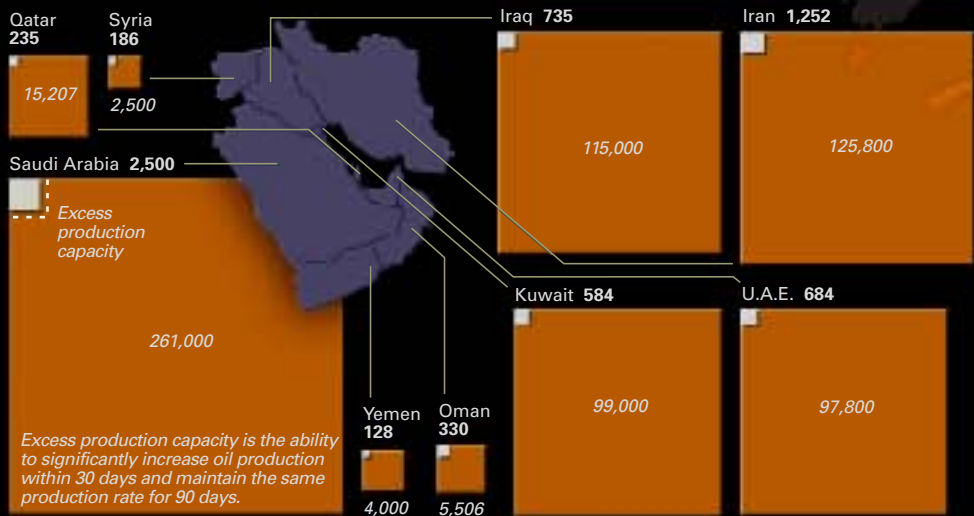 Qatar
235
15,207
Syria
186
2,500
Iraq 735
115,000
Iran 1,252
125,800
Saudi Arabia 2,500
Excess
production
capacity
261,000
Excess production capacity is the ability
to significantly increase oil production
within 30 days and maintain the same
production rate for 90 days.
Yemen
128
4,000
Oman
330
5,506
Kuwait 584
99,000
U.A.E. 684
97,800